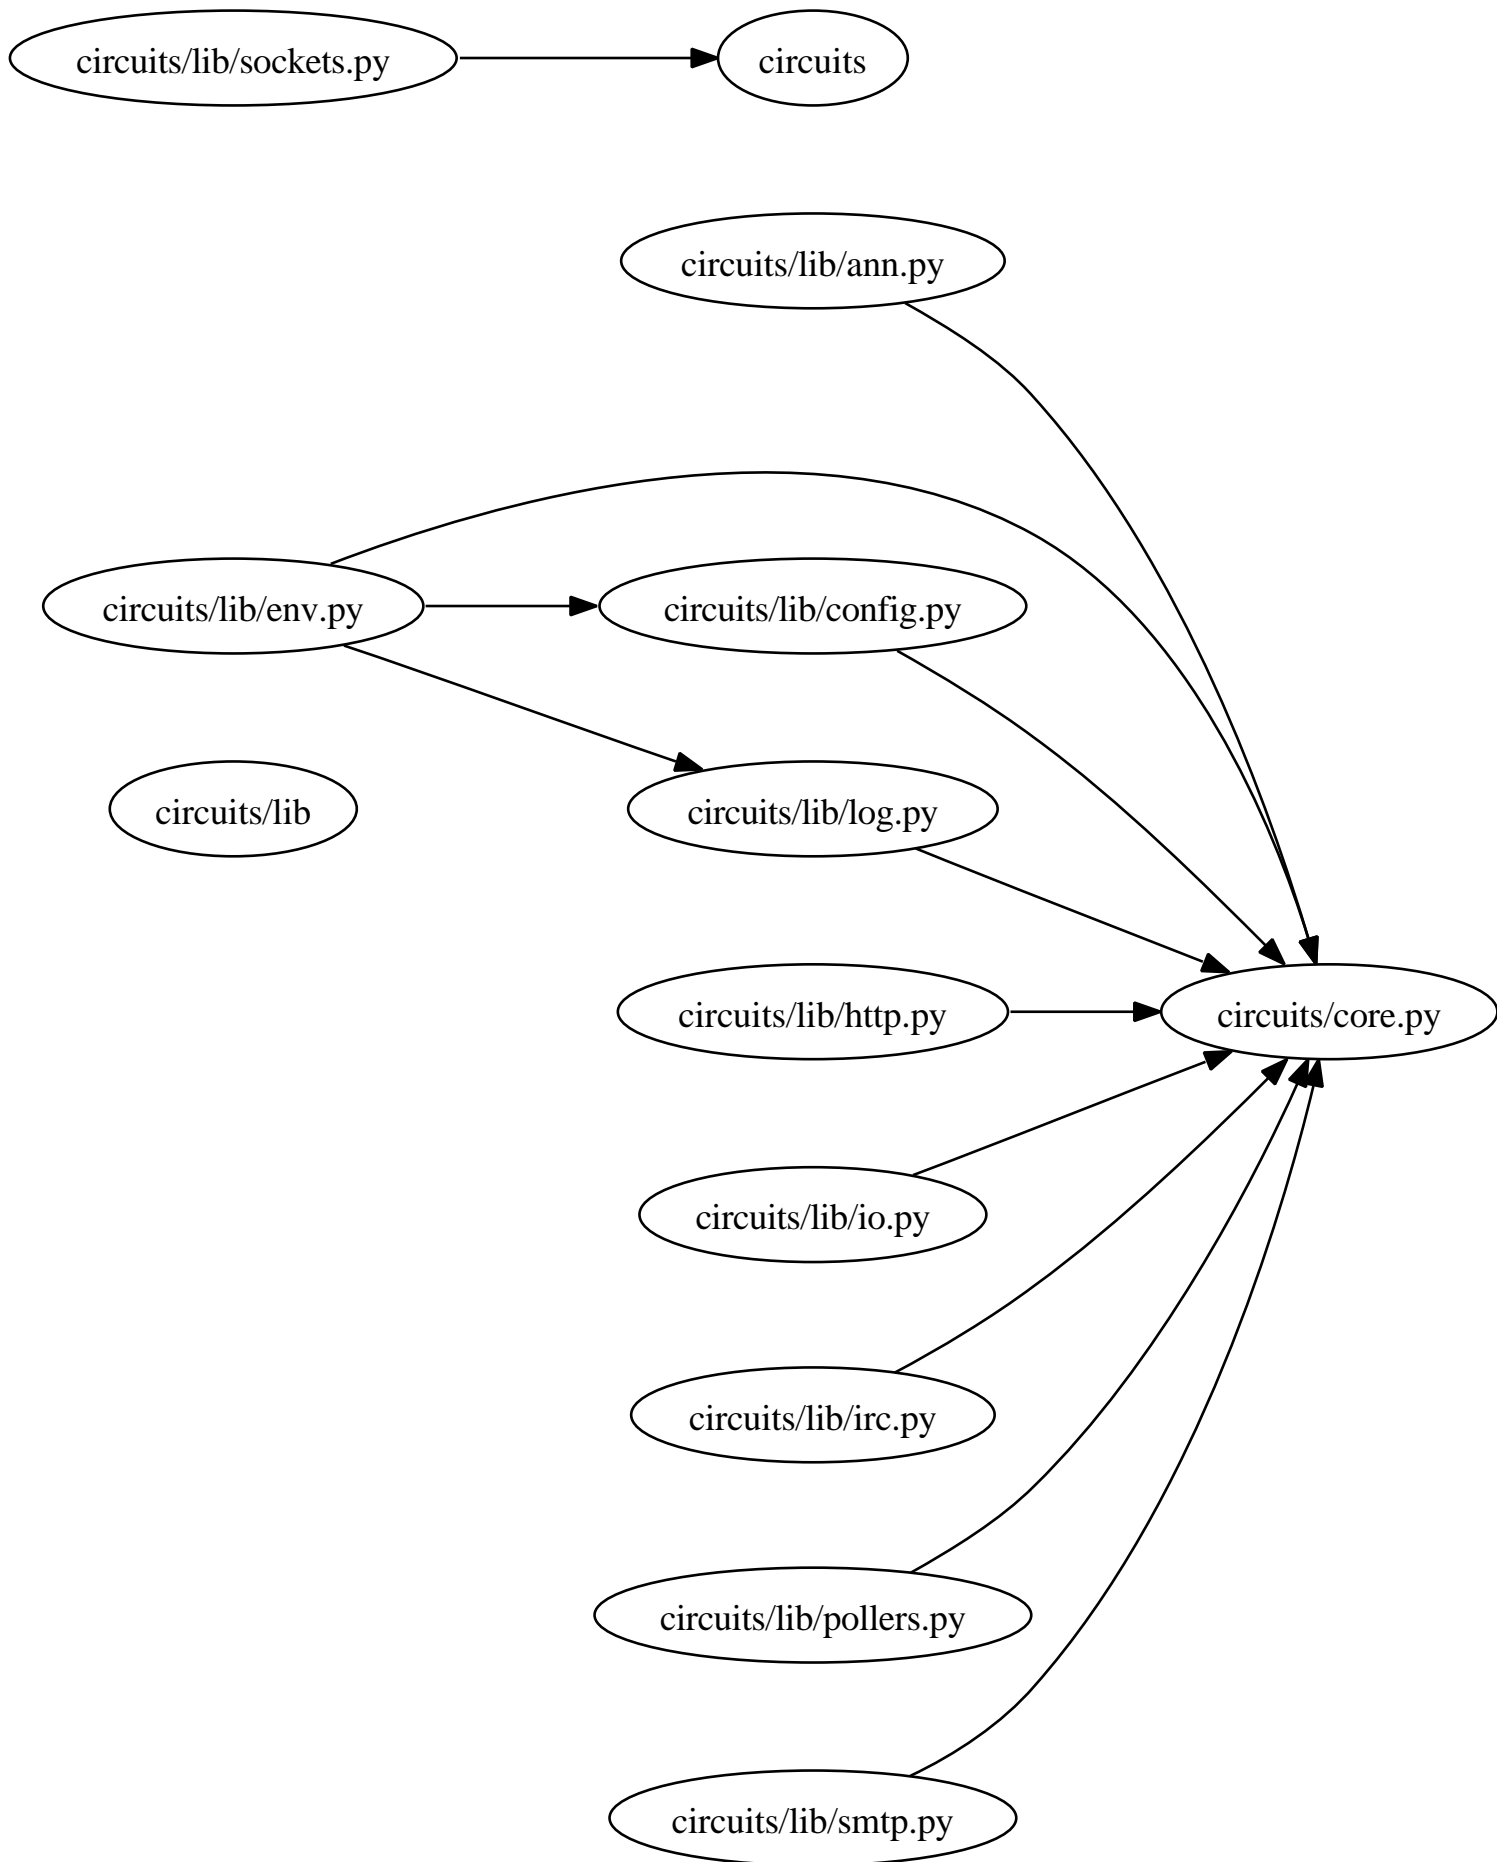 circuits/lib/sockets.py
circuits
circuits/lib/ann.py
circuits/lib/env.py
circuits/lib/config.py
circuits/lib
circuits/lib/log.py
circuits/lib/http.py
circuits/core.py
circuits/lib/io.py
circuits/lib/irc.py
circuits/lib/pollers.py
circuits/lib/smtp.py